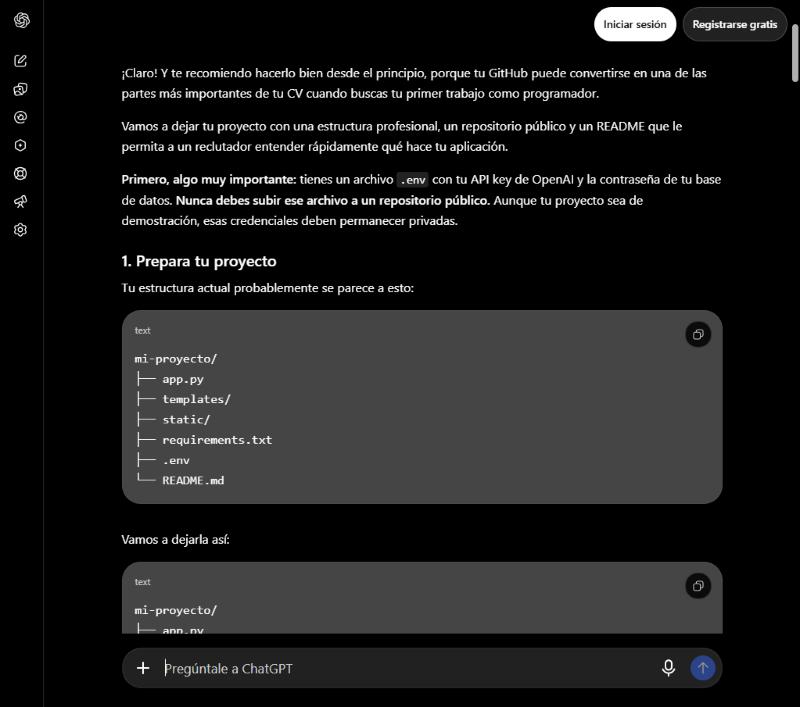 Iniciar sesión
Registrarse gratis
¡Claro! Y te recomiendo hacerlo bien desde el principio, porque tu GitHub puede convertirse en una de las
partes más importantes de tu CV cuando buscas tu primer trabajo como programador.
Vamos a dejar tu proyecto con una estructura profesional, un repositorio público y un README que le
permita a un reclutador entender rápidamente qué hace tu aplicación.
Primero, algo muy importante: tienes un archivo .env con tu API key de OpenAI y la contraseña de tu base
de datos. Nunca debes subir ese archivo a un repositorio público. Aunque tu proyecto sea de
demostración, esas credenciales deben permanecer privadas.
1. Prepara tu proyecto
Tu estructura actual probablemente se parece a esto:
text
mi-proyecto/
├── app.py
├── templates/
├── static/
├── requirements.txt
├── .env
└── README.md
Vamos a dejarla así:
text
mi-proyecto/
├── app.py
Pregúntale a ChatGPT